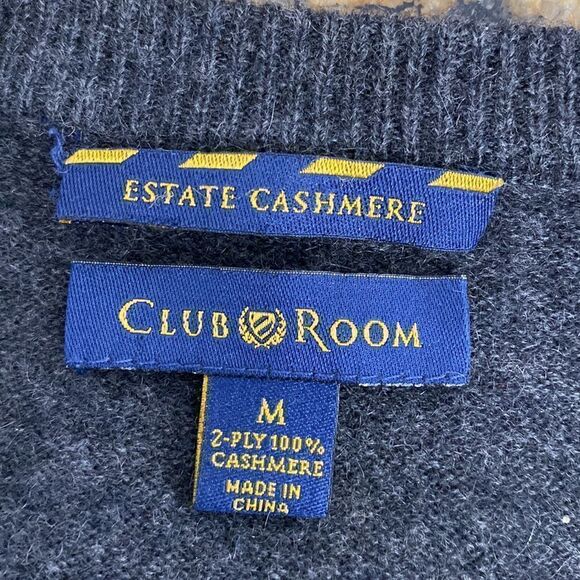 ESTATE CASHMERE
CLUB ROOM
M
2-PLY 100%
CASHMERE
MADE IN
CHINA